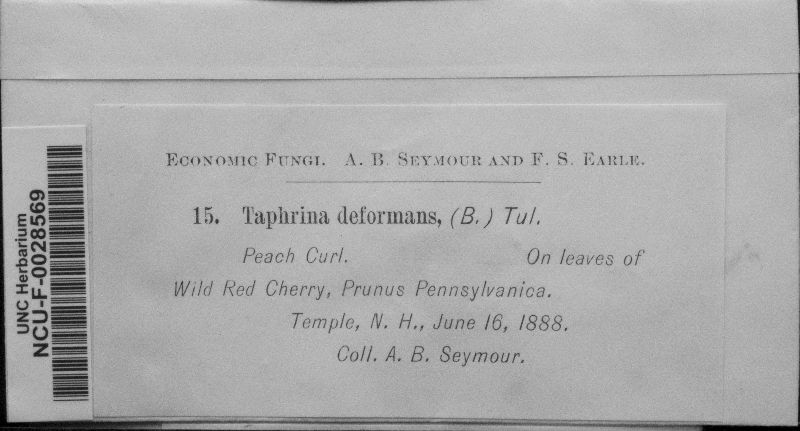 ECONOMIC FUNGI. A. B. SEYMOUR AND F. S. EARLE.
15. Taphrina deformans, (B.) Tul.
Peach Curl. On leaves of
Wild Red Cherry, Prunus Pennsylvanica.
Temple, N. H., June 16, 1888.
Coll. A. B. Seymour.
UNC Herbarium
NCU-F-0028569